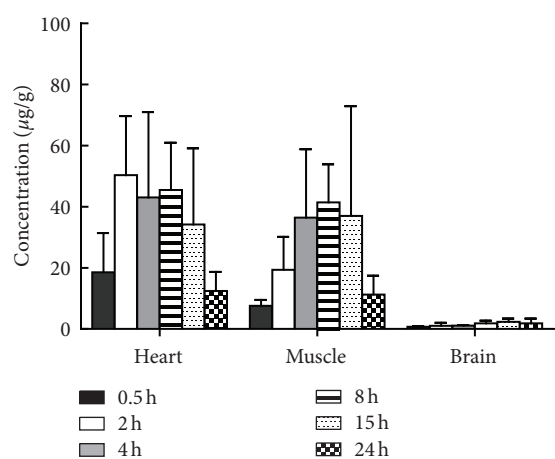 Concentration (μg/g)
100
80
60
40
20
0
Heart Muscle Brain
0.5 h
2 h
4 h
8 h
15 h
24 h